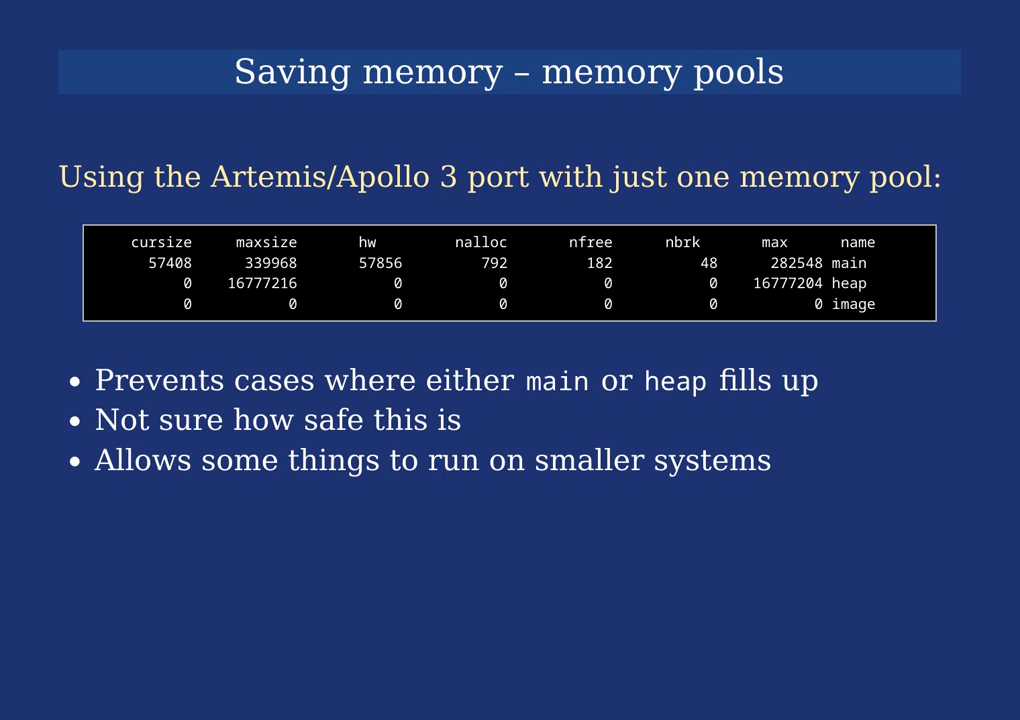 Saving memory – memory pools
Using the Artemis/Apollo 3 port with just one memory pool:
cursize maxsize hw nalloc nfree nbrk max name
57408 339968 57856 792 182 48 282548 main
0 16777216 0 0 0 0 16777204 heap
0 0 0 0 0 0 0 image
• Prevents cases where either main or heap fills up
• Not sure how safe this is
• Allows some things to run on smaller systems